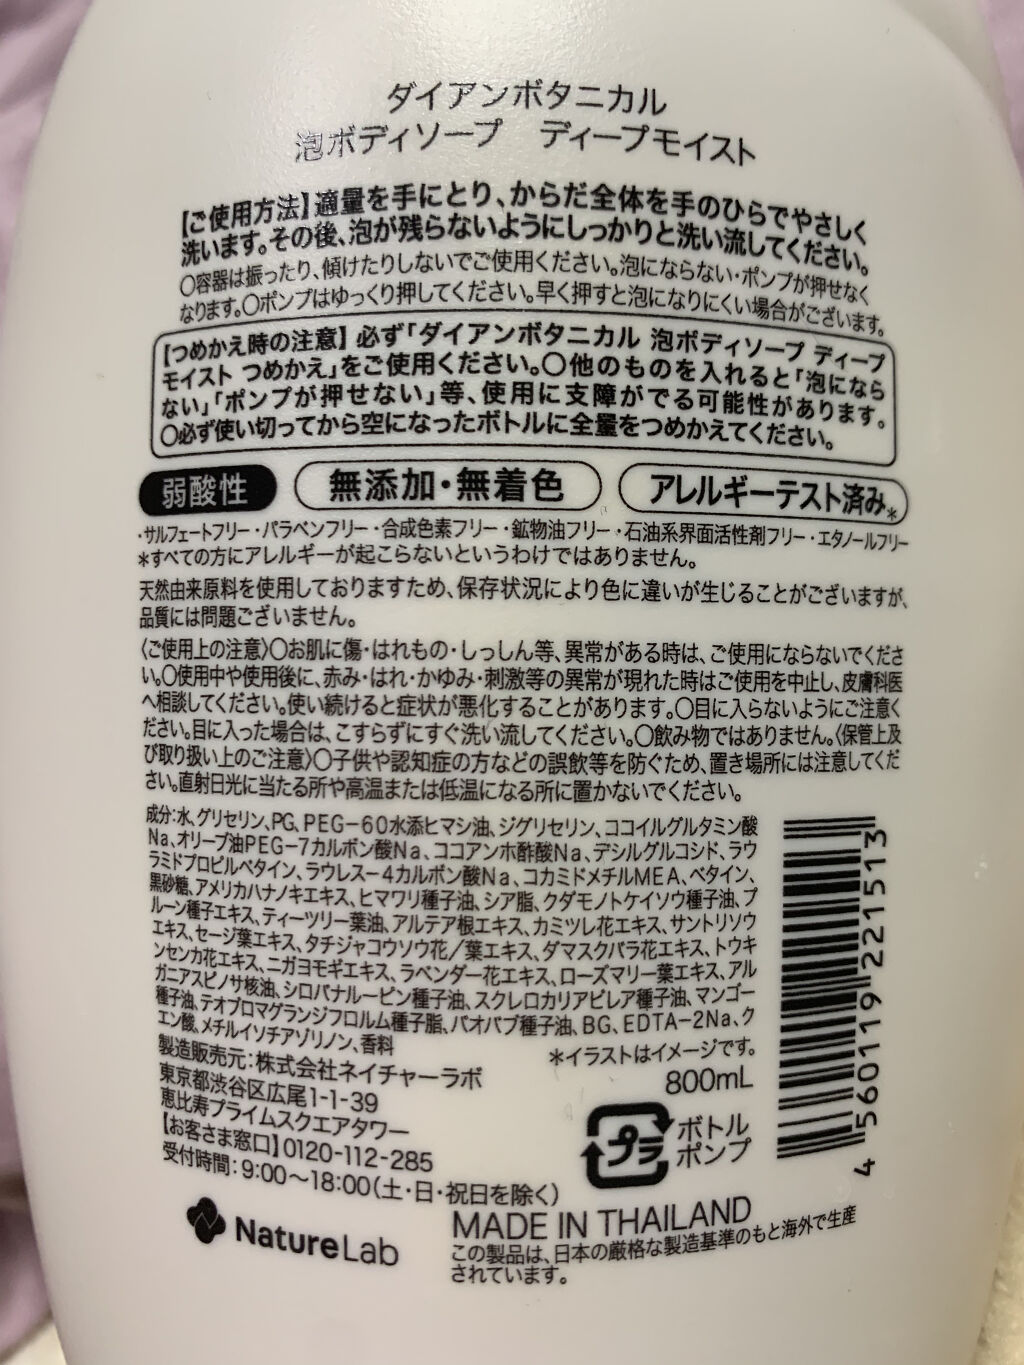 ダイアンボタニカル
泡ボディソープ ディープモイスト
【ご使用方法】適量を手にとり、からだ全体を手のひらでやさしく
洗います。その後、泡が残らないようにしっかりと洗い流してください。
○容器は振ったり、傾けたりしないでご使用ください。泡にならない・ポンプが押せなく
なります。○ポンプはゆっくり押してください。早く押すと泡になりにくい場合がございます。
【つめかえ時の注意】必ず「ダイアンボタニカル 泡ボディソープ ディープ
モイスト つめかえ」をご使用ください。○他のものを入れると「泡になら
ない」「ポンプが押せない」等、使用に支障がでる可能性があります。
○必ず使い切ってから空になったボトルに全量をつめかえてください。
弱酸性 無添加・無着色 アレルギーテスト済み*
・サルフェートフリー・パラベンフリー・合成色素フリー・鉱物油フリー・石油系界面活性剤フリー・エタノールフリー
*すべての方にアレルギーが起こらないというわけではありません。
天然由来原料を使用しておりますため、保存状況により色に違いが生じることがございますが、
品質には問題ございません。
〈ご使用上の注意〉○お肌に傷・はれもの・しっしん等、異常がある時は、ご使用にならないでくださ
い。○使用中や使用後に、赤み・はれ・かゆみ・刺激等の異常が現れた時はご使用を中止し、皮膚科医
へ相談してください。使い続けると症状が悪化することがあります。○目に入らないようにご注意く
ださい。目に入った場合は、こすらずにすぐ洗い流してください。○飲み物ではありません。〈保管上及
び取り扱い上のご注意〉○子供や認知症の方などの誤飲等を防ぐため、置き場所には注意してくだ
さい。直射日光に当たる所や高温または低温になる所に置かないでください。
成分:水、グリセリン、PG、PEG-60水添ヒマシ油、ジグリセリン、ココイルグルタミン酸
Na、オリーブ油PEG-7カルボン酸Na、ココアンホ酢酸Na、デシルグルコシド、ラウ
ラミドプロピルベタイン、ラウレス-4カルボン酸Na、コカミドメチルMEA、ベタイン、
黒砂糖、アメリカハナノキエキス、ヒマワリ種子油、シア脂、クダモノトケイソウ種子油、プ
ルーン種子エキス、ティーツリー葉油、アルテア根エキス、カミツレ花エキス、サントリソウ
エキス、セージ葉エキス、タチジャコウソウ花/葉エキス、ダマスクバラ花エキス、トウキ
ンセンカ花エキス、ニガヨモギエキス、ラベンダー花エキス、ローズマリー葉エキス、アル
ガニアスピノサ核油、シロバナルーピン種子油、スクレロカリアビレア種子油、マンゴー
種子油、テオブロマグランジフロルム種子脂、バオバブ種子油、BG、EDTA-2Na、ク
エン酸、メチルイソチアゾリノン、香料
*イラストはイメージです。
製造販売元:株式会社ネイチャーラボ
東京都渋谷区広尾1-1-39
恵比寿プライムスクエアタワー
【お客さま窓口】0120-112-285
受付時間:9:00～18:00(土・日・祝日を除く)
800mL
プラ
ボトル
ポンプ
4 560119 221513
NatureLab
MADE IN THAILAND
この製品は、日本の厳格な製造基準のもと海外で生産
されています。